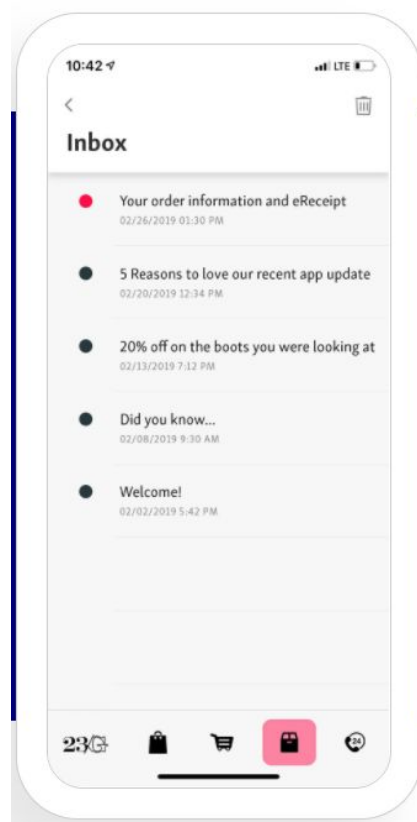 10:42
LTE
Inbox
Your order information and eReceipt
02/26/2019 01:30 PM
5 Reasons to love our recent app update
02/20/2019 12:34 PM
20% off on the boots you were looking at
02/13/2019 7:12 PM
Did you know...
02/08/2019 9:30 AM
Welcome!
02/02/2019 5:42 PM
23/G
24